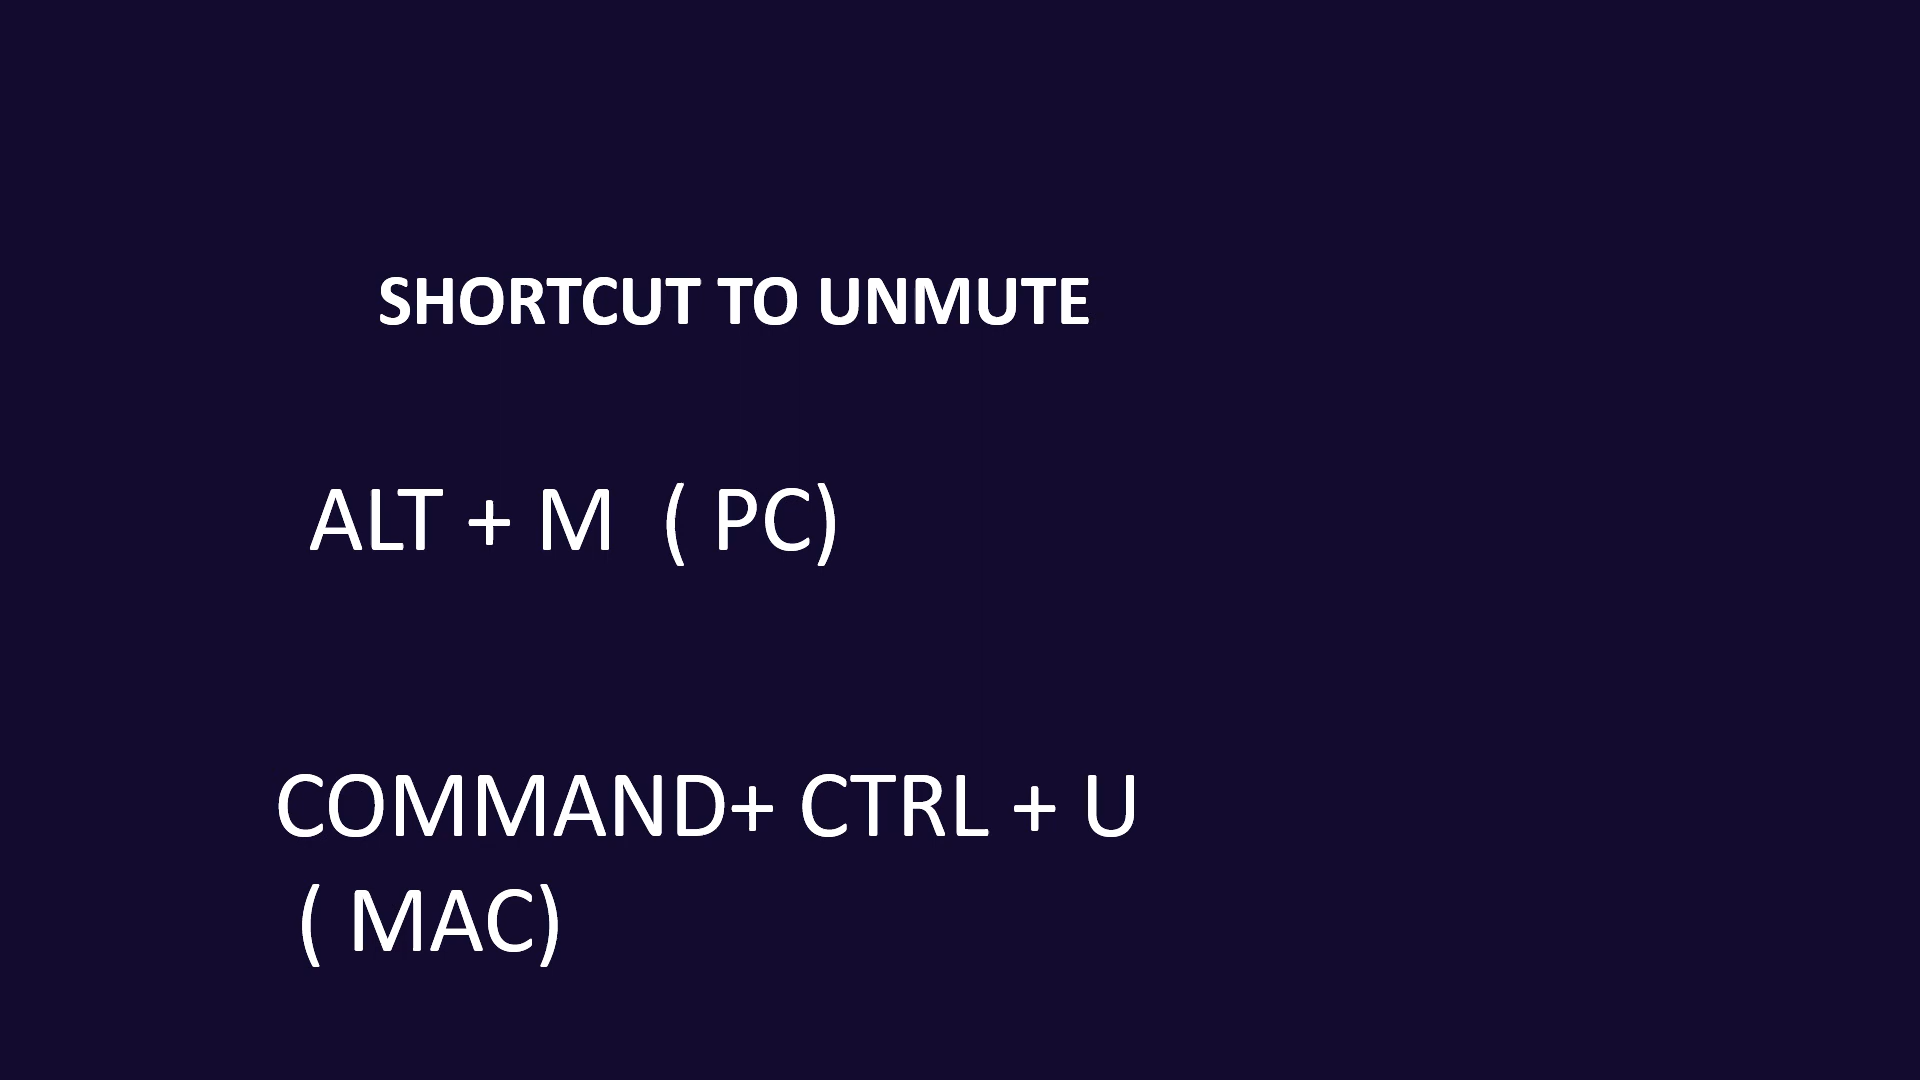 SHORTCUT TO UNMUTE
ALT + M  ( PC)
COMMAND+ CTRL + U
( MAC)